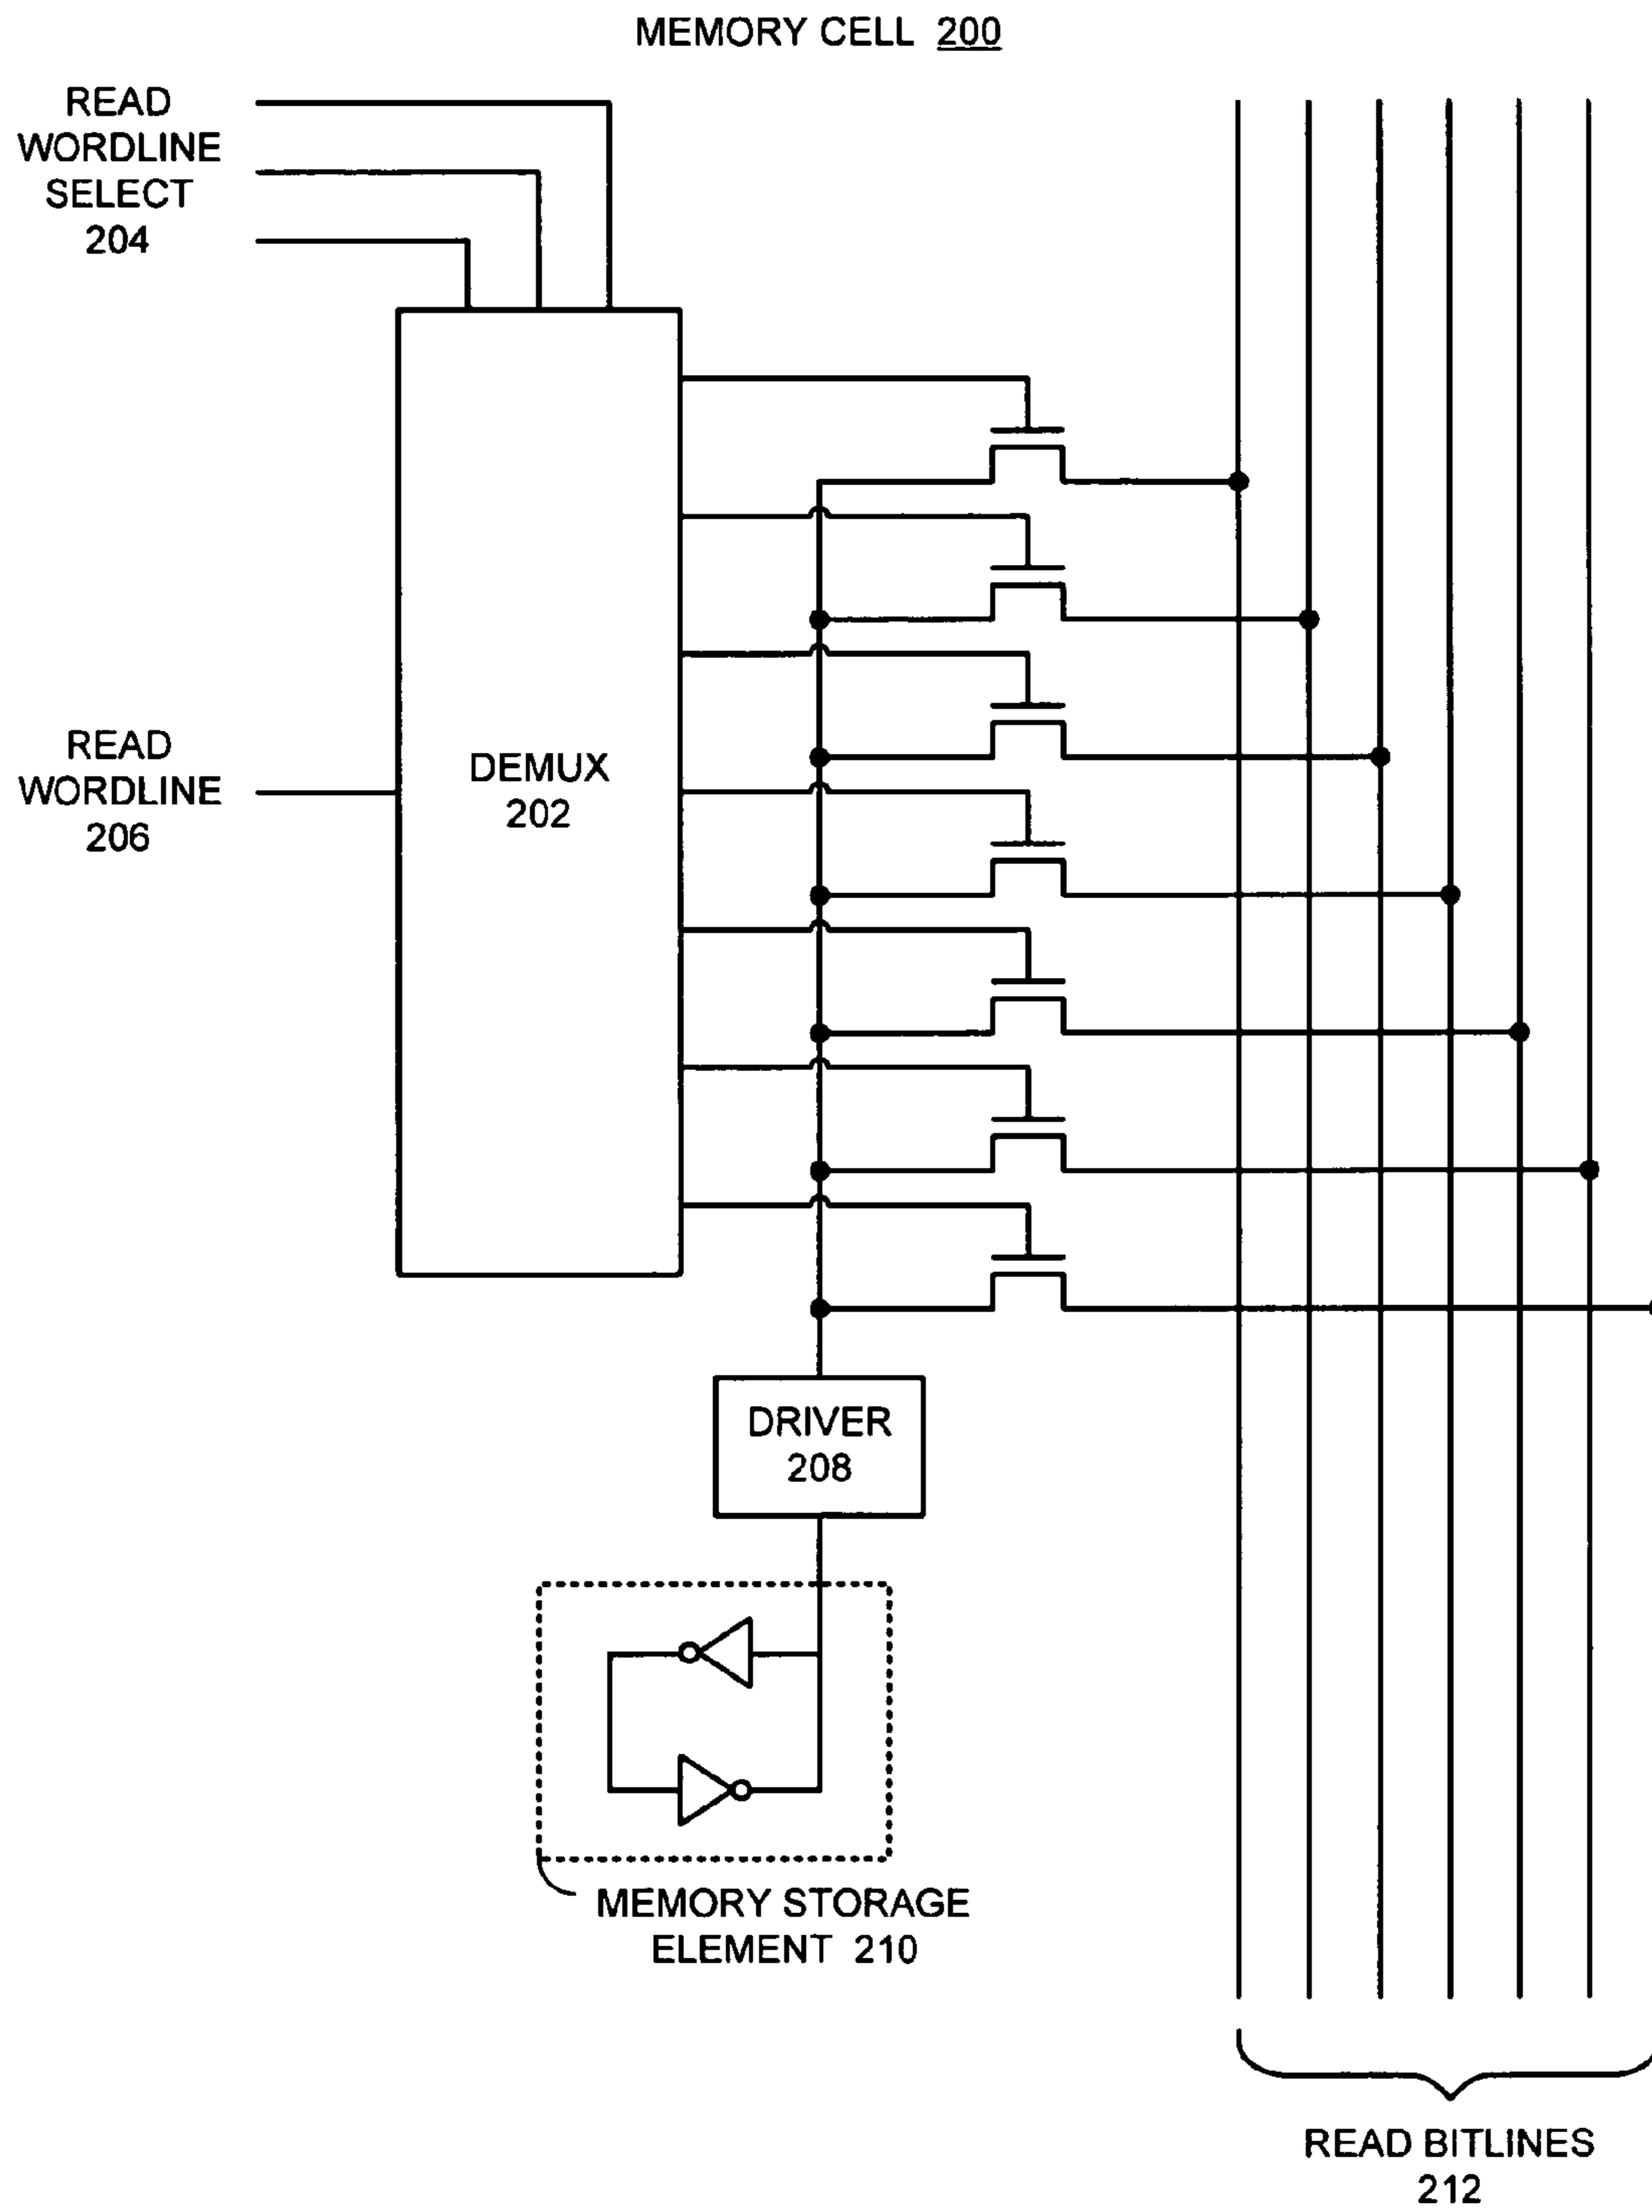 MEMORY CELL 200
READ
WORDLINE
SELECT
204
READ
WORDLINE
206
DEMUX
202
DRIVER
208
MEMORY STORAGE
ELEMENT 210
READ BITLINES
212